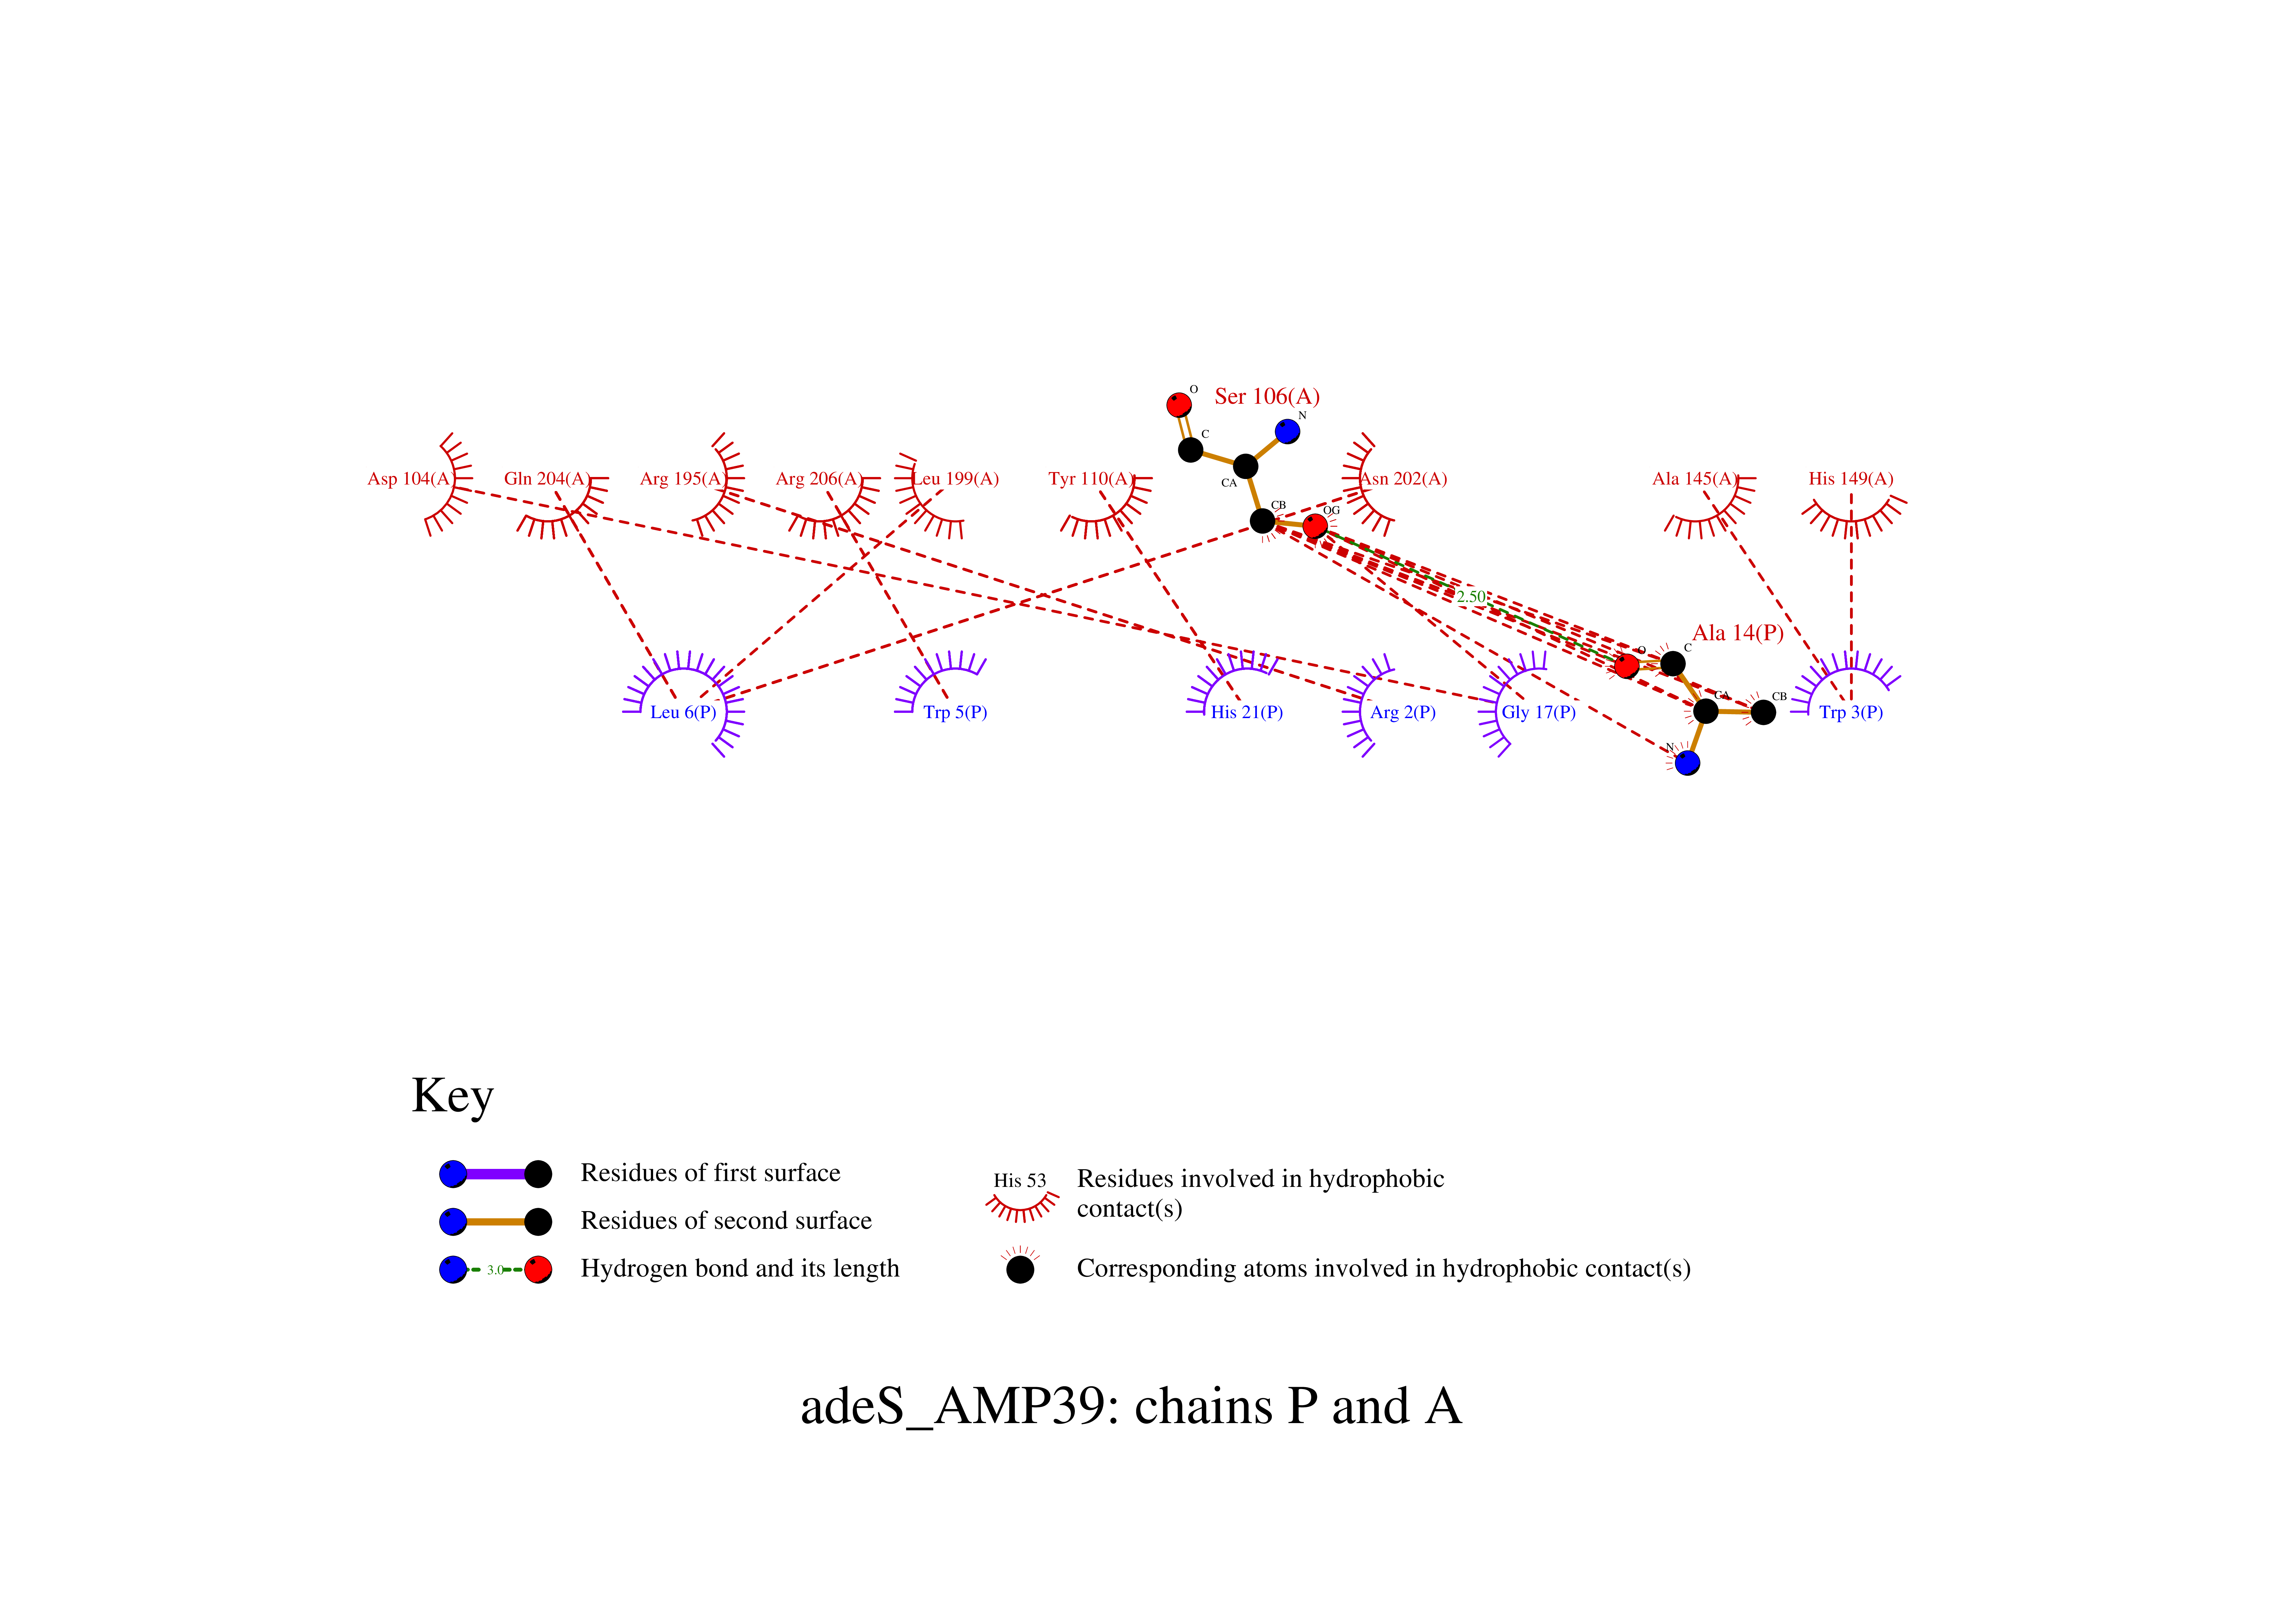 O
Ser 106(A)
N
C
CA
Asp 104(A)
Gln 204(A)
Arg 195(A)
Arg 206(A)
Leu 199(A)
Tyr 110(A)
Asn 202(A)
Ala 145(A)
His 149(A)
CB
OG
2.50
Ala 14(P)
O
C
CA
CB
N
Leu 6(P)
Trp 5(P)
His 21(P)
Arg 2(P)
Gly 17(P)
Trp 3(P)
Key
Residues of first surface
Residues of second surface
3.0
Hydrogen bond and its length
His 53
Residues involved in hydrophobic
contact(s)
Corresponding atoms involved in hydrophobic contact(s)
adeS_AMP39: chains P and A